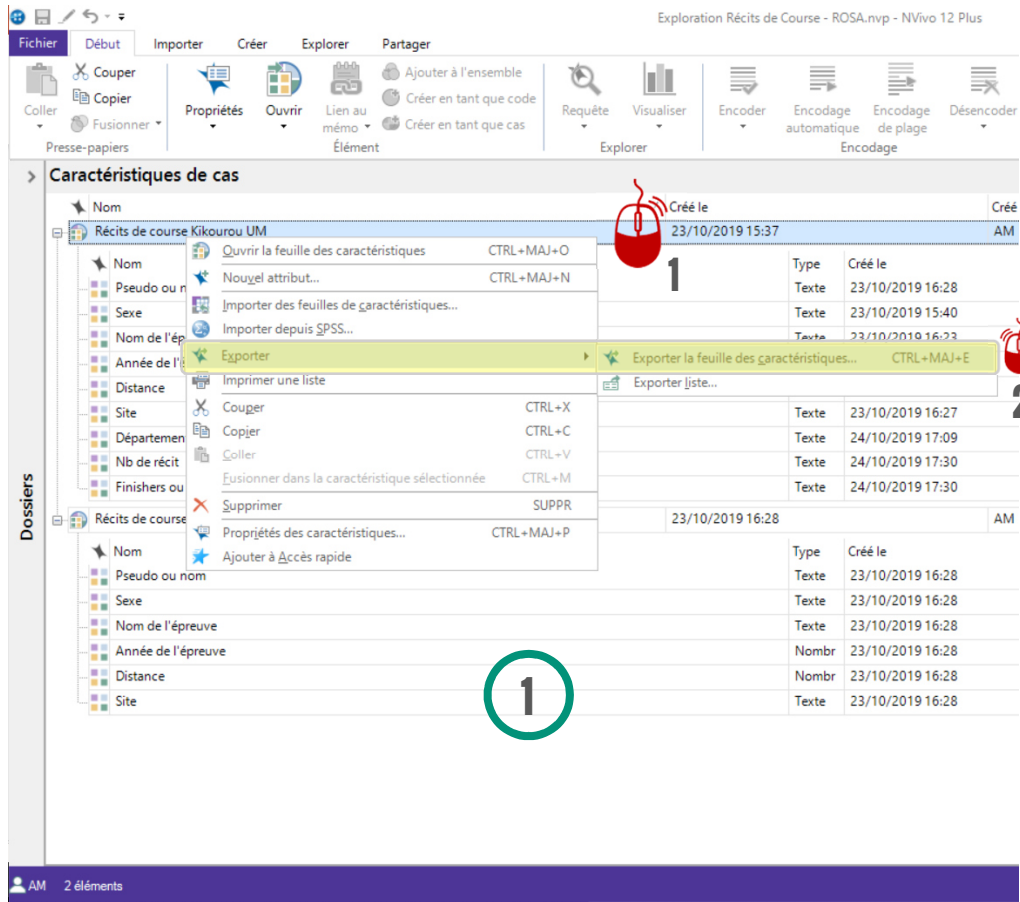 Exploration Récits de Course - ROSA.nvp - NVivo 12 Plus
Fichier Début Importer Créer Explorer Partager
Coller
Couper
Copier
Fusionner
Presse-papiers
Propriétés
Ouvrir
Lien au
mémo
Ajouter à l'ensemble
Créer en tant que code
Créer en tant que cas
Élément
Requête
Visualiser
Explorer
Encoder
Encodage
automatique
Encodage
de plage
Désencoder
Encodage
Dossiers
Caractéristiques de cas
Nom Créé le Créé
Récits de course Kikourou UM 23/10/2019 15:37 AM
1
Nom Type Créé le
Pseudo ou n Texte 23/10/2019 16:28
Sexe Texte 23/10/2019 15:40
Nom de l'ép Texte 23/10/2019 16:23
Année de l'
Distance
Site Texte 23/10/2019 16:27
Départemen Texte 24/10/2019 17:09
Nb de récit Texte 24/10/2019 17:30
Finishers ou Texte 24/10/2019 17:30
Ouvrir la feuille des caractéristiques CTRL+MAJ+O
Nouvel attribut... CTRL+MAJ+N
Importer des feuilles de caractéristiques...
Importer depuis SPSS...
Exporter
Imprimer une liste
Couper CTRL+X
Copier CTRL+C
Coller CTRL+V
Fusionner dans la caractéristique sélectionnée CTRL+M
Supprimer SUPPR
Propriétés des caractéristiques... CTRL+MAJ+P
Ajouter à Accès rapide
Exporter la feuille des caractéristiques... CTRL+MAJ+E
Exporter liste...
2
Récits de course 23/10/2019 16:28 AM
Nom Type Créé le
Pseudo ou nom Texte 23/10/2019 16:28
Sexe Texte 23/10/2019 16:28
Nom de l'épreuve Texte 23/10/2019 16:28
Année de l'épreuve Nombr 23/10/2019 16:28
Distance Nombr 23/10/2019 16:28
Site Texte 23/10/2019 16:28
1
AM 2 éléments